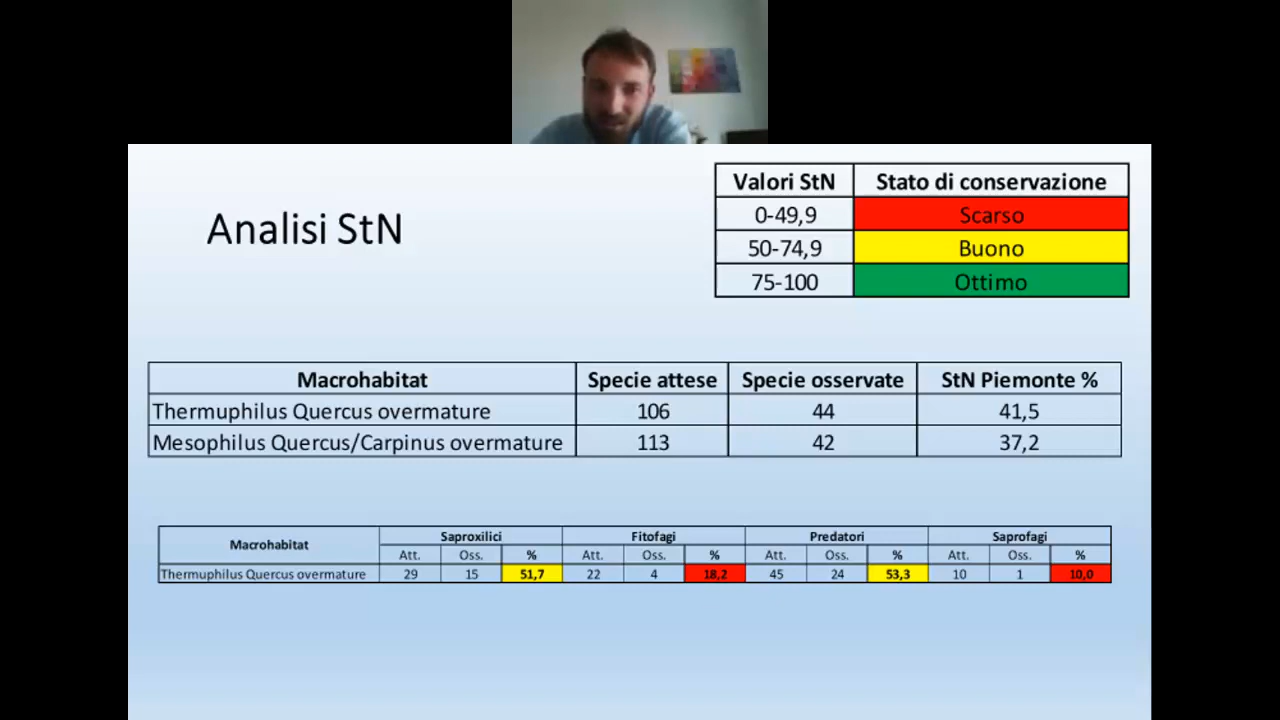 Analisi StN
Valori StN Stato di conservazione
0-49,9 Scarso
50-74,9 Buono
75-100 Ottimo
Macrohabitat Specie attese Specie osservate StN Piemonte %
Thermuphilus Quercus overmature 106 44 41,5
Mesophilus Quercus/Carpinus overmature 113 42 37,2
Macrohabitat Saproxilici Fitofagi Predatori Saprofagi
Att. Oss. % Att. Oss. % Att. Oss. % Att. Oss. %
Thermuphilus Quercus overmature 29 15 51,7 22 4 18,2 45 24 53,3 10 1 10,0